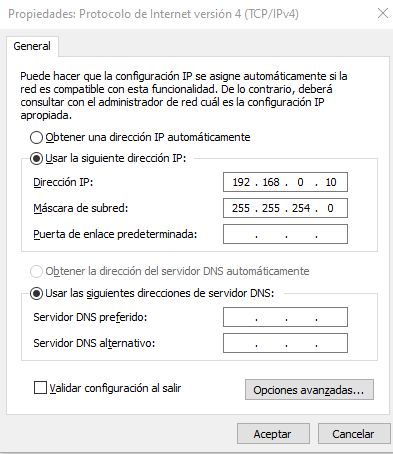 Propiedades: Protocolo de Internet versión 4 (TCP/IPv4)
General
Puede hacer que la configuración IP se asigne automáticamente si la
red es compatible con esta funcionalidad. De lo contrario, deberá
consultar con el administrador de red cuál es la configuración IP
apropiada.
Obtener una dirección IP automáticamente
Usar la siguiente dirección IP:
Dirección IP: 192 . 168 . 0 . 10
Máscara de subred: 255 . 255 . 254 . 0
Puerta de enlace predeterminada: . . .
Obtener la dirección del servidor DNS automáticamente
Usar las siguientes direcciones de servidor DNS:
Servidor DNS preferido: . . .
Servidor DNS alternativo: . . .
Validar configuración al salir
Opciones avanzadas...
Aceptar Cancelar